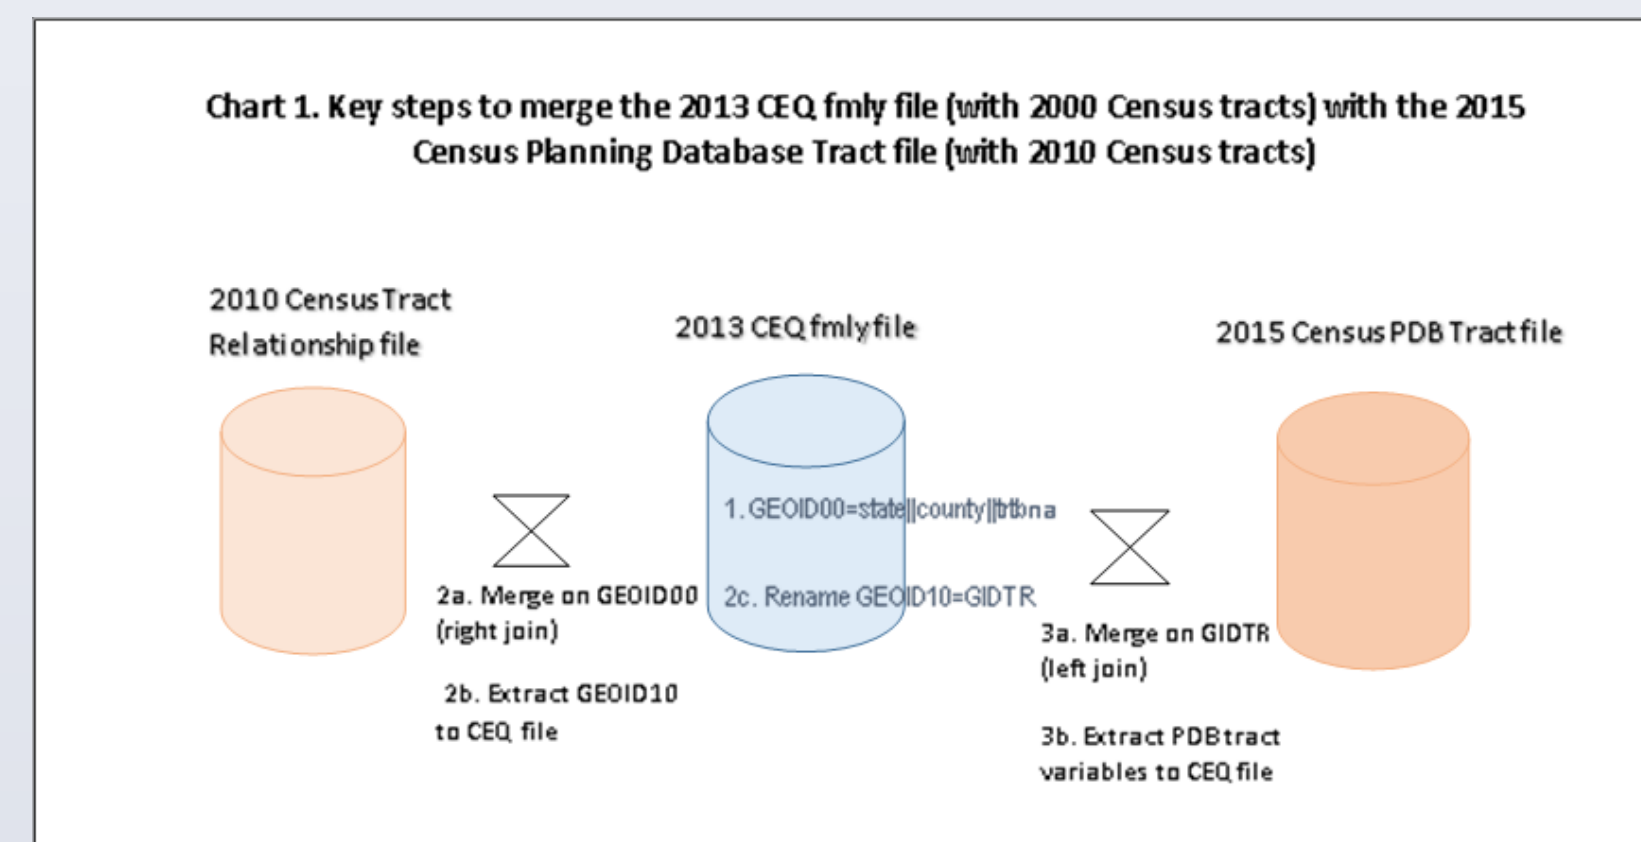 Chart 1. Key steps to merge the 2013 CEQ fmly file (with 2000 Census tracts) with the 2015
Census Planning Database Tract file (with 2010 Census tracts)
2010 Census Tract
Relationship file
2013 CEQ fmly file
2015 Census PDB Tract file
1. GEOID00=state||county||trtbna
2c. Rename GEOID10=GIDTR
2a. Merge on GEOID00
(right join)
2b. Extract GEOID10
to CEQ file
3a. Merge on GIDTR
(left join)
3b. Extract PDB tract
variables to CEQ file